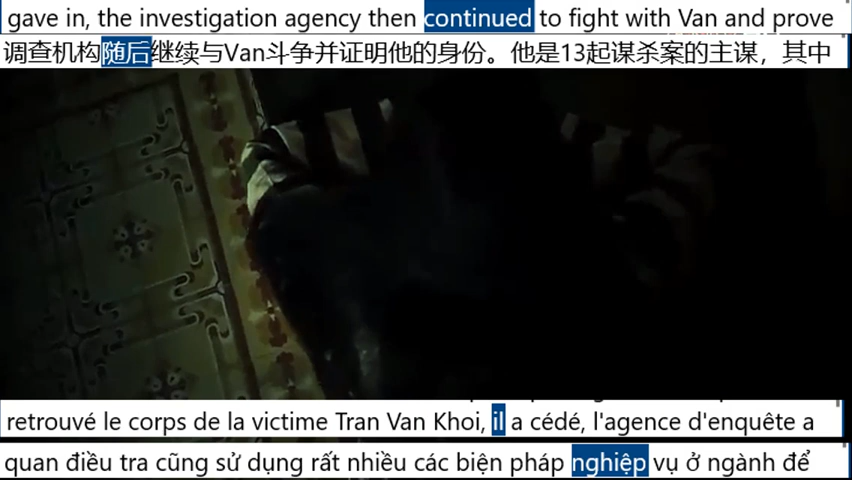 gave in, the investigation agency then continued to fight with Van and prove
调查机构随后继续与Van斗争并证明他的身份。他是13起谋杀案的主谋，其中
retrouvé le corps de la victime Tran Van Khoi, il a cédé, l'agence d'enquête a
quan điều tra cũng sử dụng rất nhiều các biện pháp nghiệp vụ ở ngành để